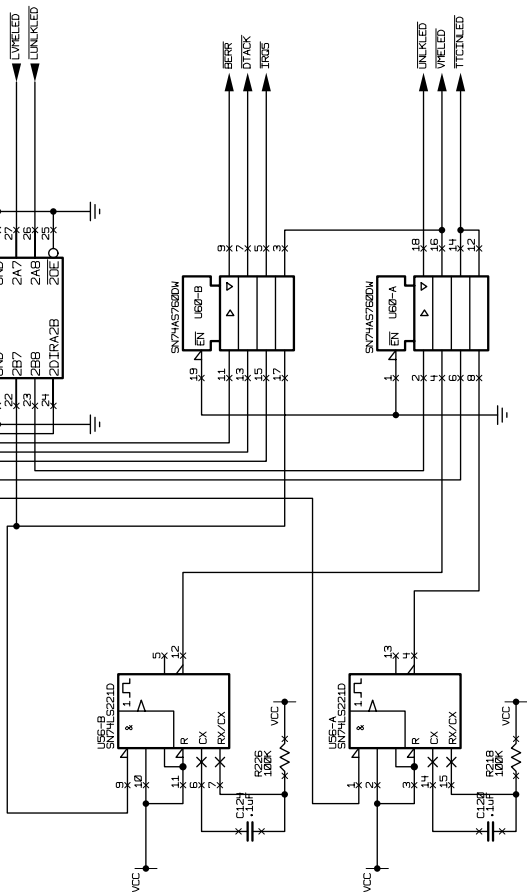 LVMELED
LUNLKLED
BERR
DTACK
IRQ5
UNLKLED
VMELED
TTCINLED
27
26
25
GND
2A7
2A8
2OE
GND
2B7
2B8
2DIRA2B
22
23
24
9
7
5
3
SN74AS760DW
EN U60-B
19
11
13
15
17
18
16
14
12
SN74AS760DW
EN U60-A
1
2
4
6
8
5
12
U56-B
SN74LS221D
1
&
R
CX
RX/CX
9
10
11
6
7
VCC
R226
100K
C124
.1uF
VCC
13
4
U56-A
SN74LS221D
1
&
R
CX
RX/CX
1
2
3
14
15
VCC
R218
100K
C120
.1uF
VCC